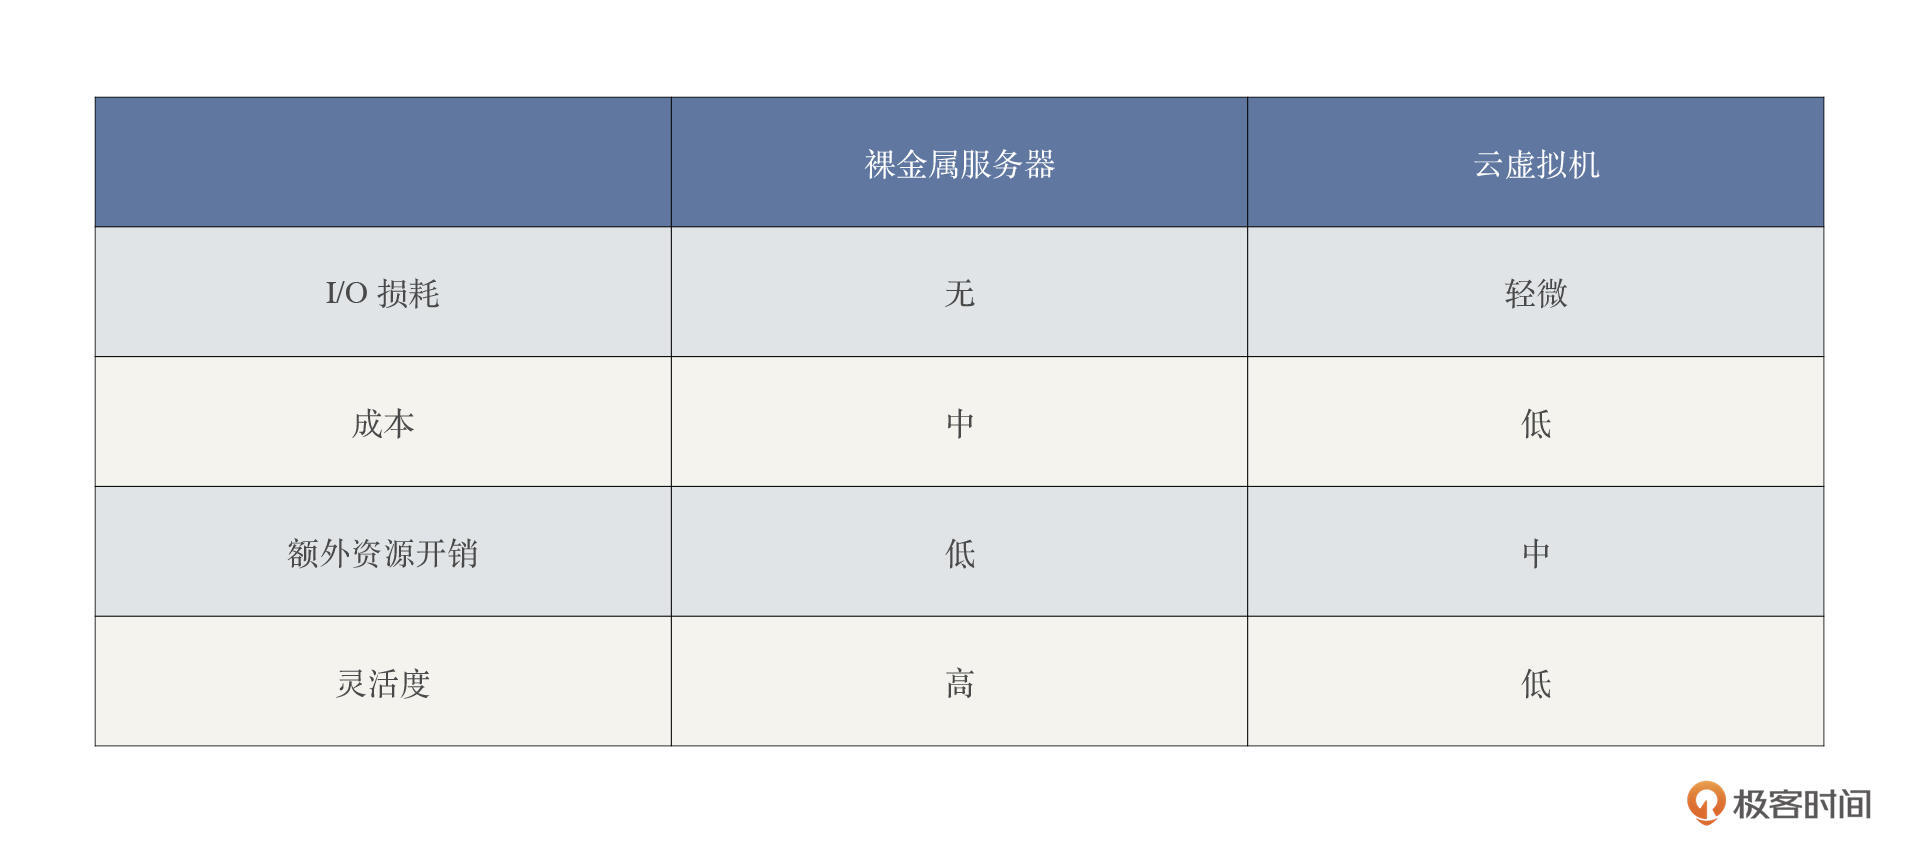 裸金属服务器 云虚拟机
I/O 损耗 无 轻微
成本 中 低
额外资源开销 低 中
灵活度 高 低
极客时间